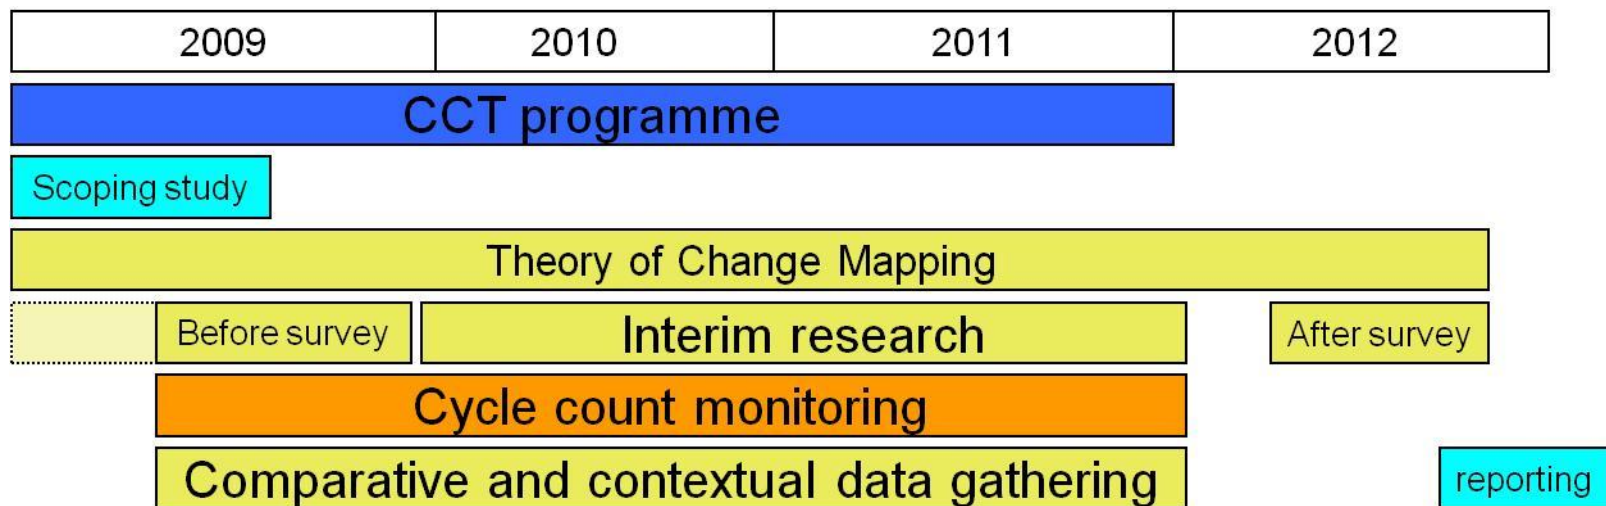 2009 2010 2011 2012
CCT programme
Scoping study
Theory of Change Mapping
Before survey Interim research After survey
Cycle count monitoring
Comparative and contextual data gathering reporting